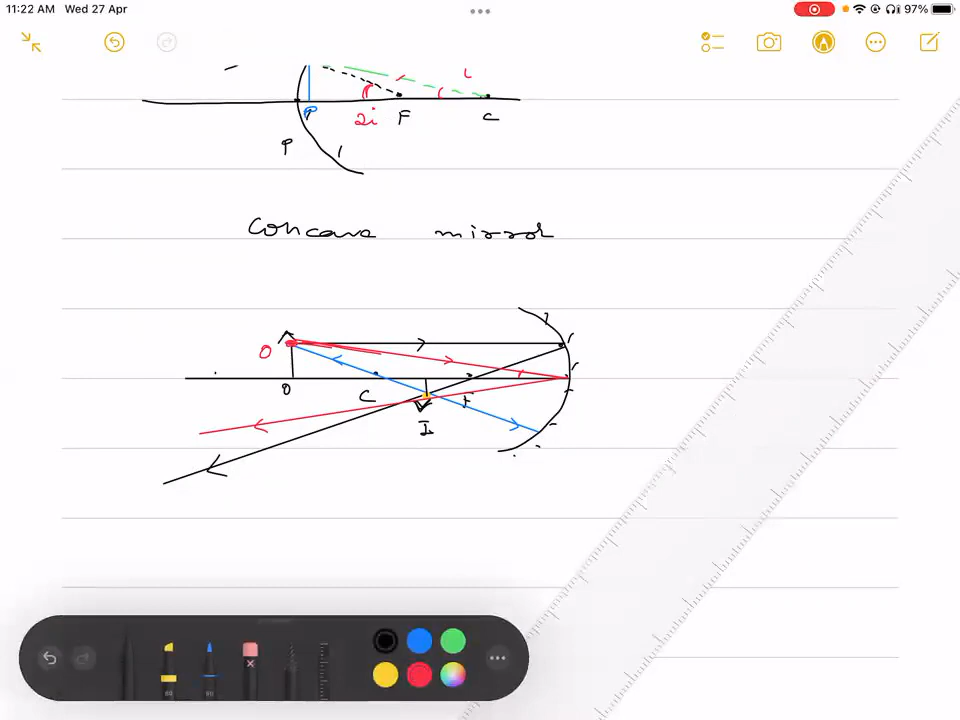 11:22 AM Wed 27 Apr
97%
P
2i F C
P
Concave mirror
O
O C F
I